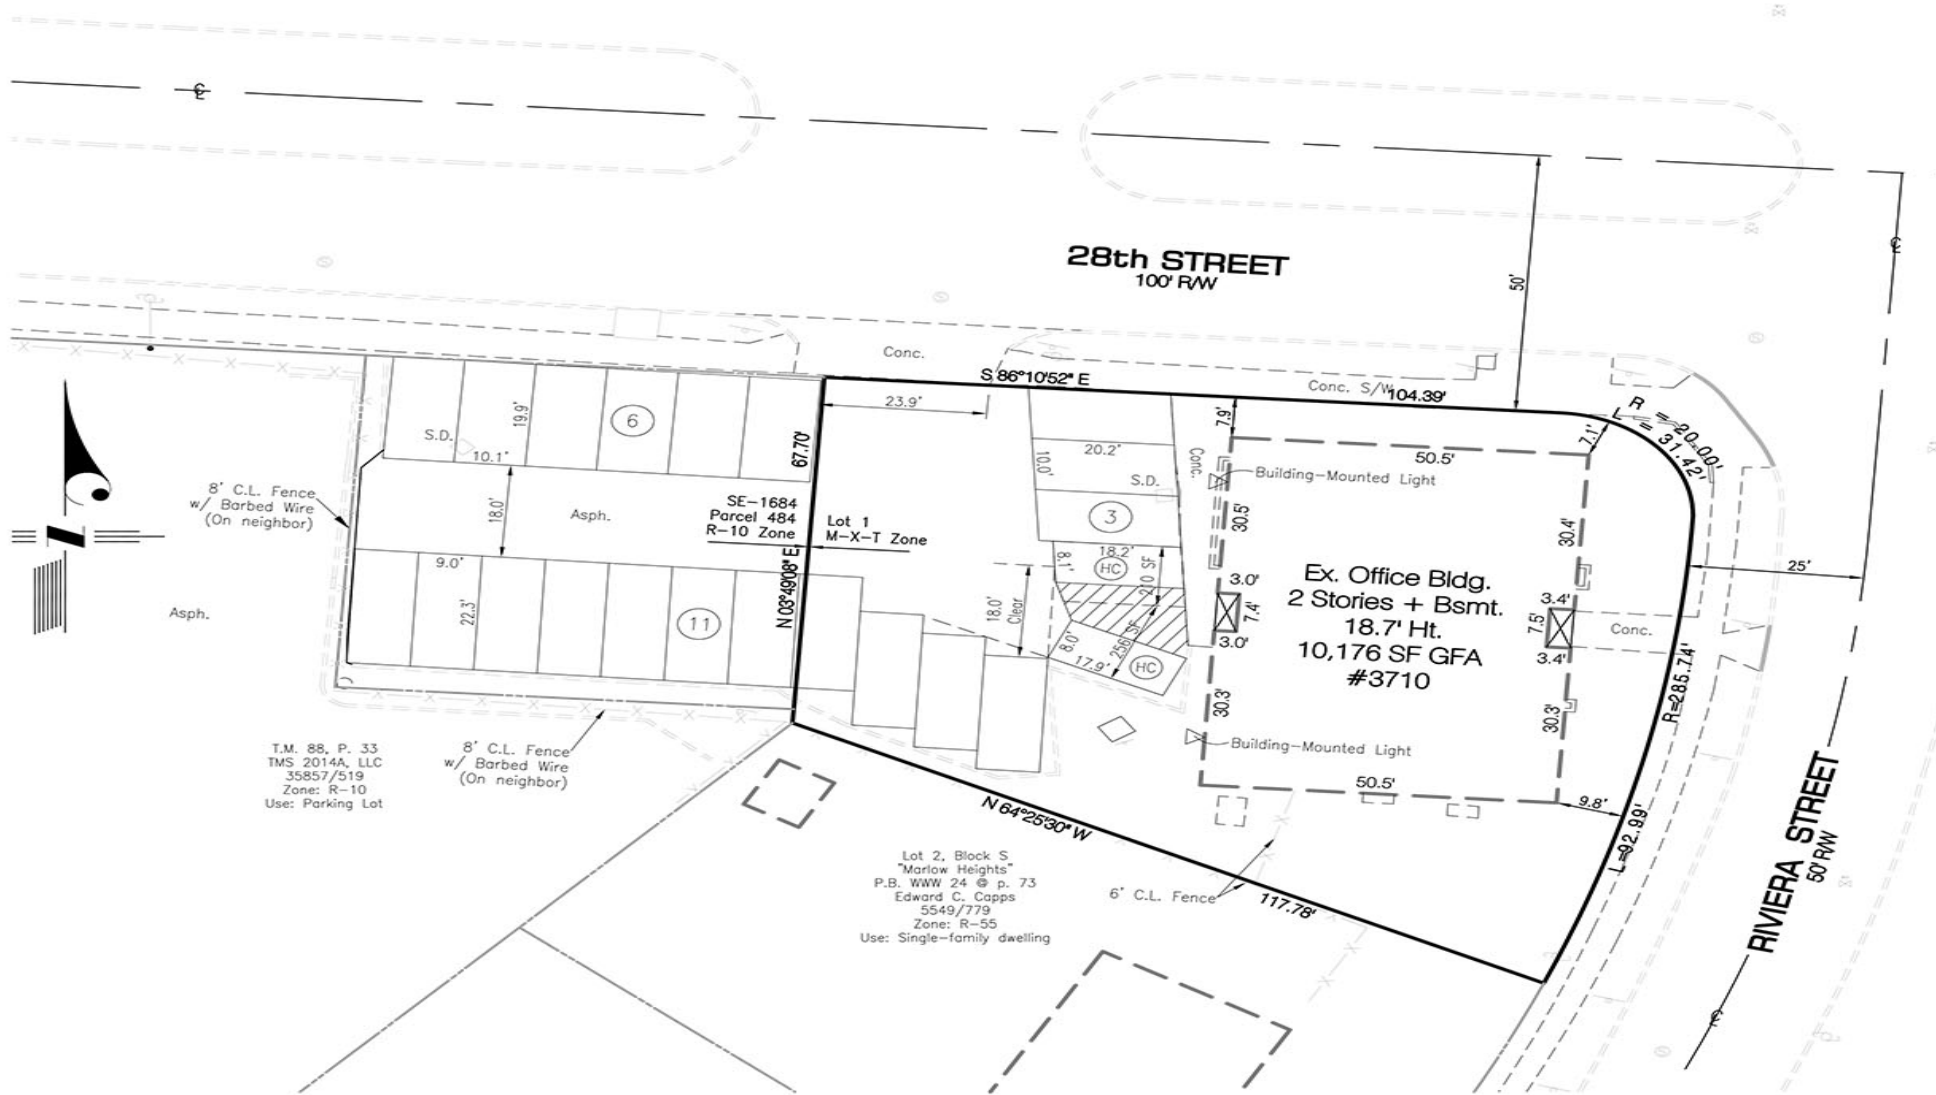 ℄
28th STREET
100' R/W
50'
℄
Conc.
S 86°10'52" E
Conc. S/W
104.39'
R = 20.00'
L = 31.42'
23.9'
7.9'
7.1'
6
19.9'
S.D.
10.1'
67.70'
20.2'
10.0'
S.D.
Conc.
50.5'
Building-Mounted Light
8' C.L. Fence
w/ Barbed Wire
(On neighbor)
18.0'
Asph.
SE-1684
Parcel 484
R-10 Zone
Lot 1
M-X-T Zone
3
30.5'
30.4'
9.0'
22.3'
11
N 03°49'08" E
18.2'
8.1'
HC
210 SF
18.0'
Clear
8.0'
256 SF
17.9'
HC
3.0'
7.4'
3.0'
Ex. Office Bldg.
2 Stories + Bsmt.
18.7' Ht.
10,176 SF GFA
#3710
3.4'
7.5'
3.4'
Conc.
25'
Asph.
30.3'
30.3'
R=285.74'
Building-Mounted Light
50.5'
9.8'
L=92.99'
T.M. 88, P. 33
TMS 2014A, LLC
35857/519
Zone: R-10
Use: Parking Lot
8' C.L. Fence
w/ Barbed Wire
(On neighbor)
N 64°25'30" W
117.78'
Lot 2, Block S
"Marlow Heights"
P.B. WWW 24 @ p. 73
Edward C. Capps
5549/779
Zone: R-55
Use: Single-family dwelling
6' C.L. Fence
RIVIERA STREET
50' R/W
℄